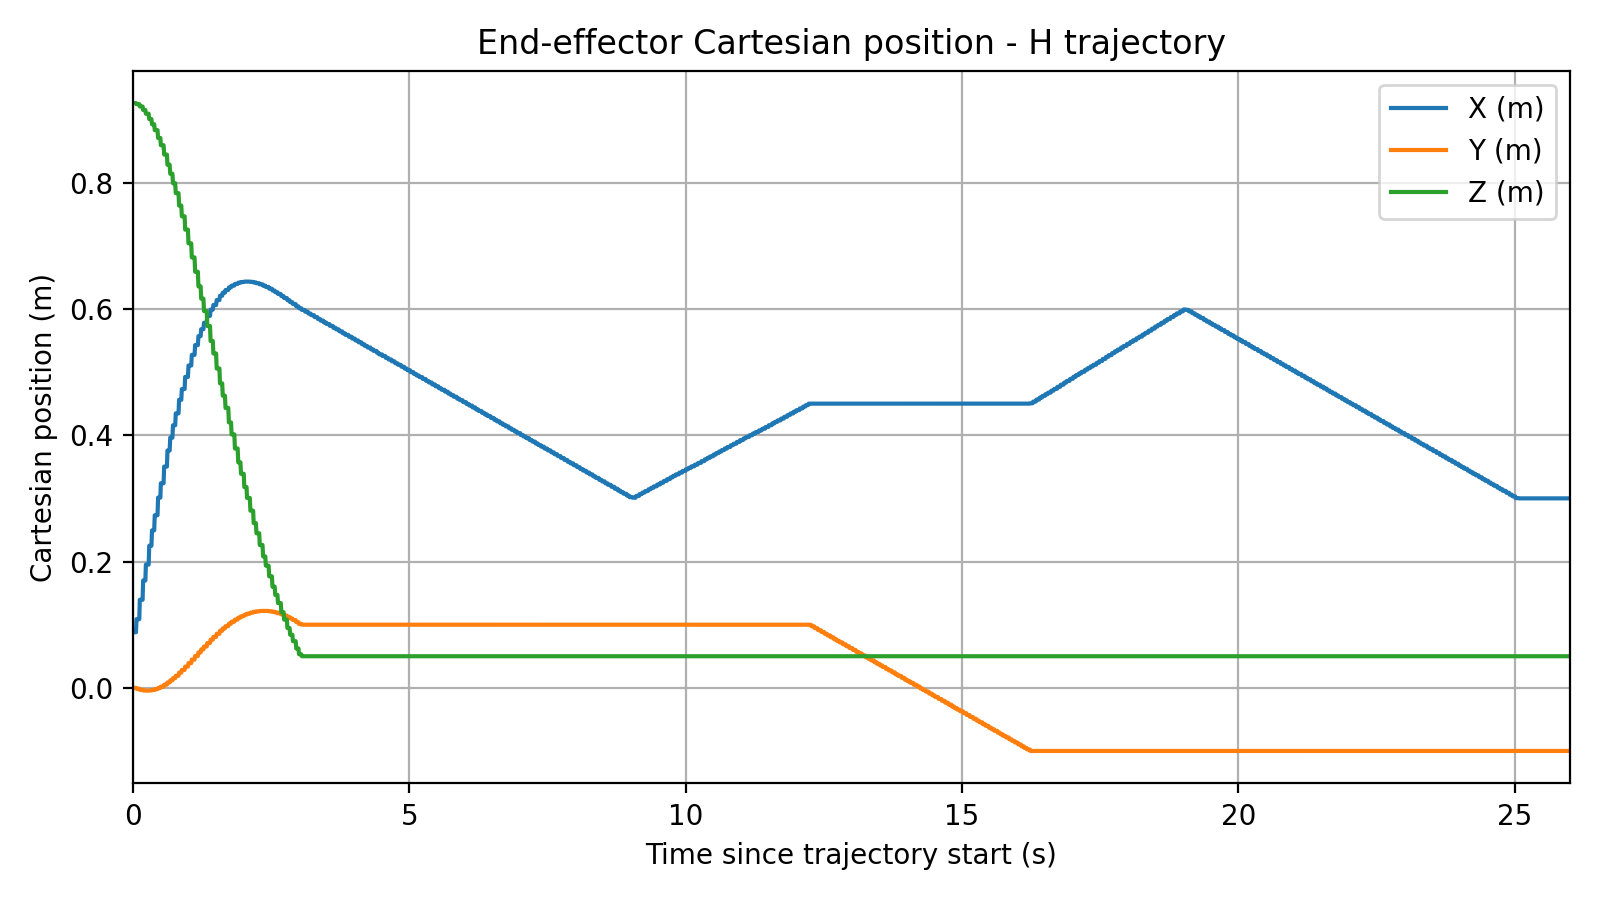 End-effector Cartesian position - H trajectory
X (m)
Y (m)
Z (m)
Cartesian position (m)
0.8
0.6
0.4
0.2
0.0
0 5 10 15 20 25
Time since trajectory start (s)